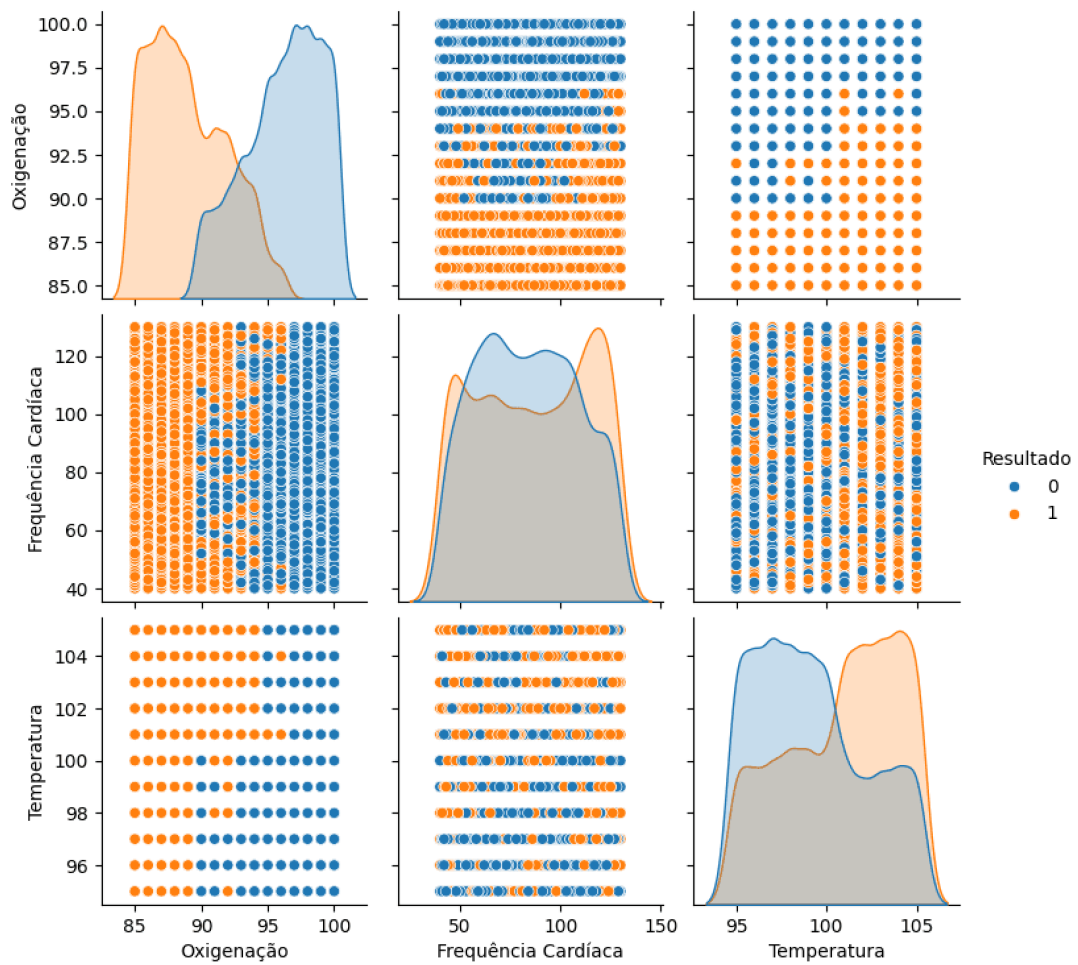 100.0
97.5
95.0
92.5
90.0
87.5
85.0
Oxigenação
120
100
80
60
40
Frequência Cardíaca
Resultado
0
1
104
102
100
98
96
Temperatura
85 90 95 100
Oxigenação
50 100 150
Frequência Cardíaca
95 100 105
Temperatura